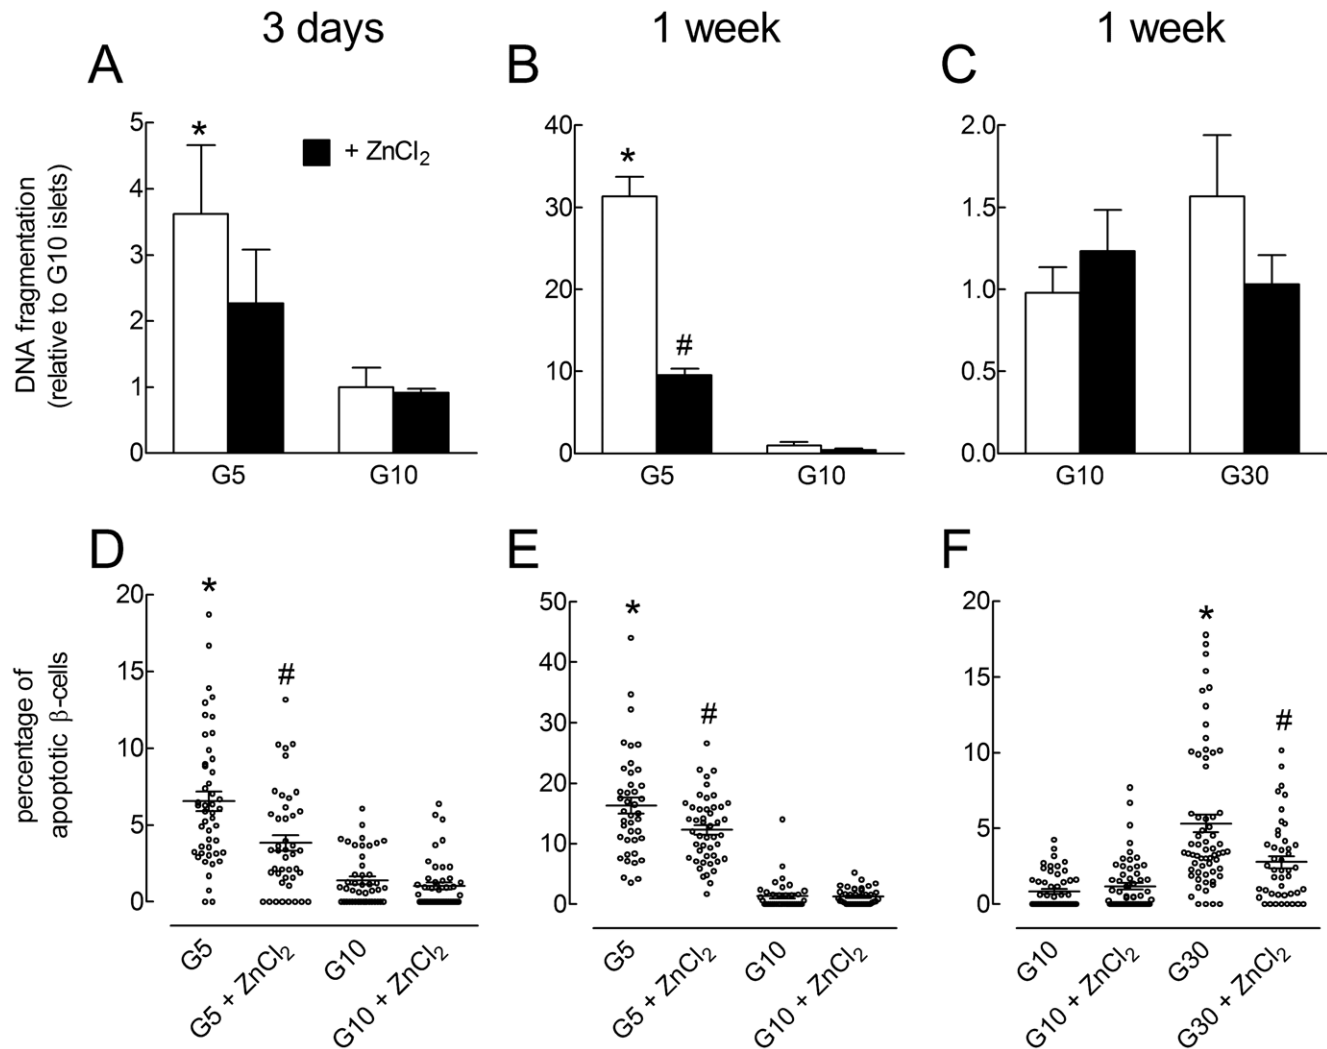 3 days
1 week
1 week
A
B
C
DNA fragmentation
(relative to G10 islets)
5
4
3
2
1
0
*
+ ZnCl₂
G5
G10
40
30
20
10
0
*
#
G5
G10
2.0
1.5
1.0
0.5
0.0
G10
G30
D
E
F
percentage of
apoptotic β-cells
20
15
10
5
0
*
#
G5
G5 + ZnCl₂
G10
G10 + ZnCl₂
50
40
30
20
10
0
*
#
G5
G5 + ZnCl₂
G10
G10 + ZnCl₂
20
15
10
5
0
*
#
G10
G10 + ZnCl₂
G30
G30 + ZnCl₂